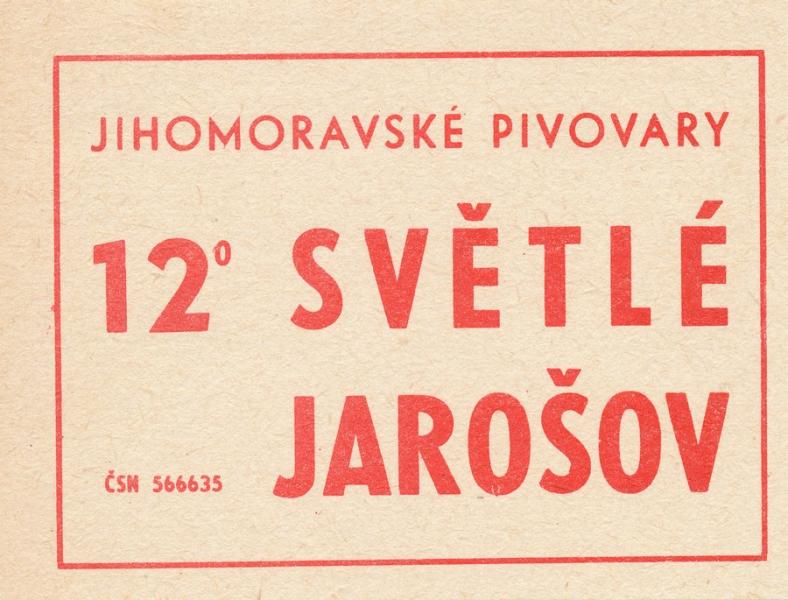 JIHOMORAVSKÉ PIVOVARY
12° SVĚTLÉ
JAROŠOV
ČSN 566635